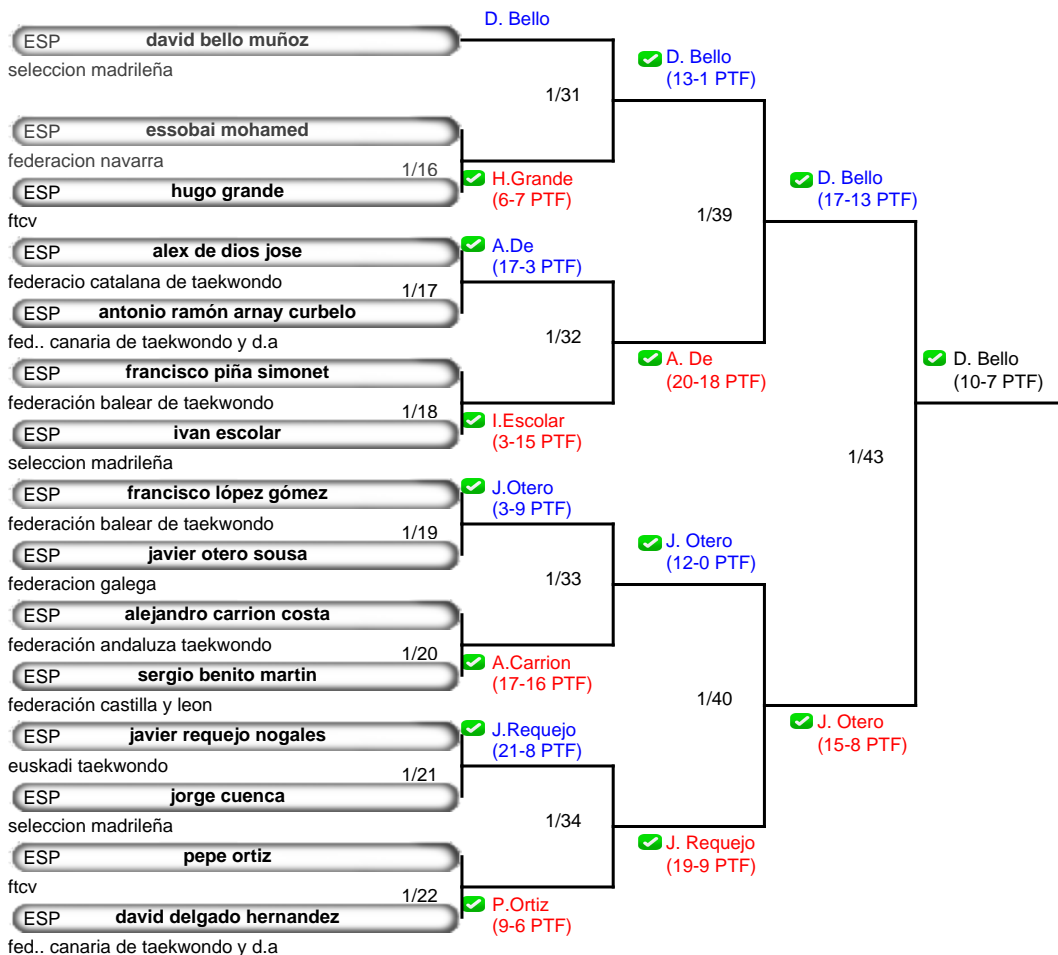 D. Bello
ESP david bello muñoz
seleccion madrileña
D. Bello
(13-1 PTF)
1/31
ESP essobai mohamed
federacion navarra
1/16
H.Grande
(6-7 PTF)
ESP hugo grande
ftcv
D. Bello
(17-13 PTF)
1/39
ESP alex de dios jose
A.De
(17-3 PTF)
federacio catalana de taekwondo
1/17
ESP antonio ramón arnay curbelo
fed.. canaria de taekwondo y d.a
1/32
A. De
(20-18 PTF)
ESP francisco piña simonet
federación balear de taekwondo
1/18
I.Escolar
(3-15 PTF)
ESP ivan escolar
seleccion madrileña
D. Bello
(10-7 PTF)
1/43
ESP francisco lópez gómez
J.Otero
(3-9 PTF)
federación balear de taekwondo
1/19
ESP javier otero sousa
federacion galega
J. Otero
(12-0 PTF)
1/33
ESP alejandro carrion costa
federación andaluza taekwondo
1/20
A.Carrion
(17-16 PTF)
ESP sergio benito martin
federación castilla y leon
1/40
J. Otero
(15-8 PTF)
ESP javier requejo nogales
J.Requejo
(21-8 PTF)
euskadi taekwondo
1/21
ESP jorge cuenca
seleccion madrileña
1/34
J. Requejo
(19-9 PTF)
ESP pepe ortiz
ftcv
1/22
P.Ortiz
(9-6 PTF)
ESP david delgado hernandez
fed.. canaria de taekwondo y d.a